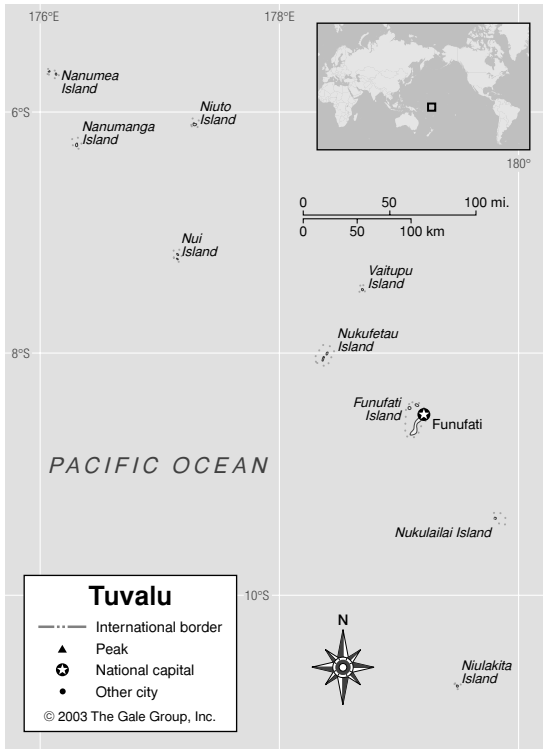 176°E
178°E
Nanumea
Island
6°S
Niuto
Island
Nanumanga
Island
180°
0 50 100 mi.
0 50 100 km
Nui
Island
Vaitupu
Island
Nukufetau
Island
8°S
Funufati
Island
Funufati
PACIFIC OCEAN
Nukulailai Island
10°S
Tuvalu
International border
Peak
National capital
Other city
© 2003 The Gale Group, Inc.
N
Niulakita
Island